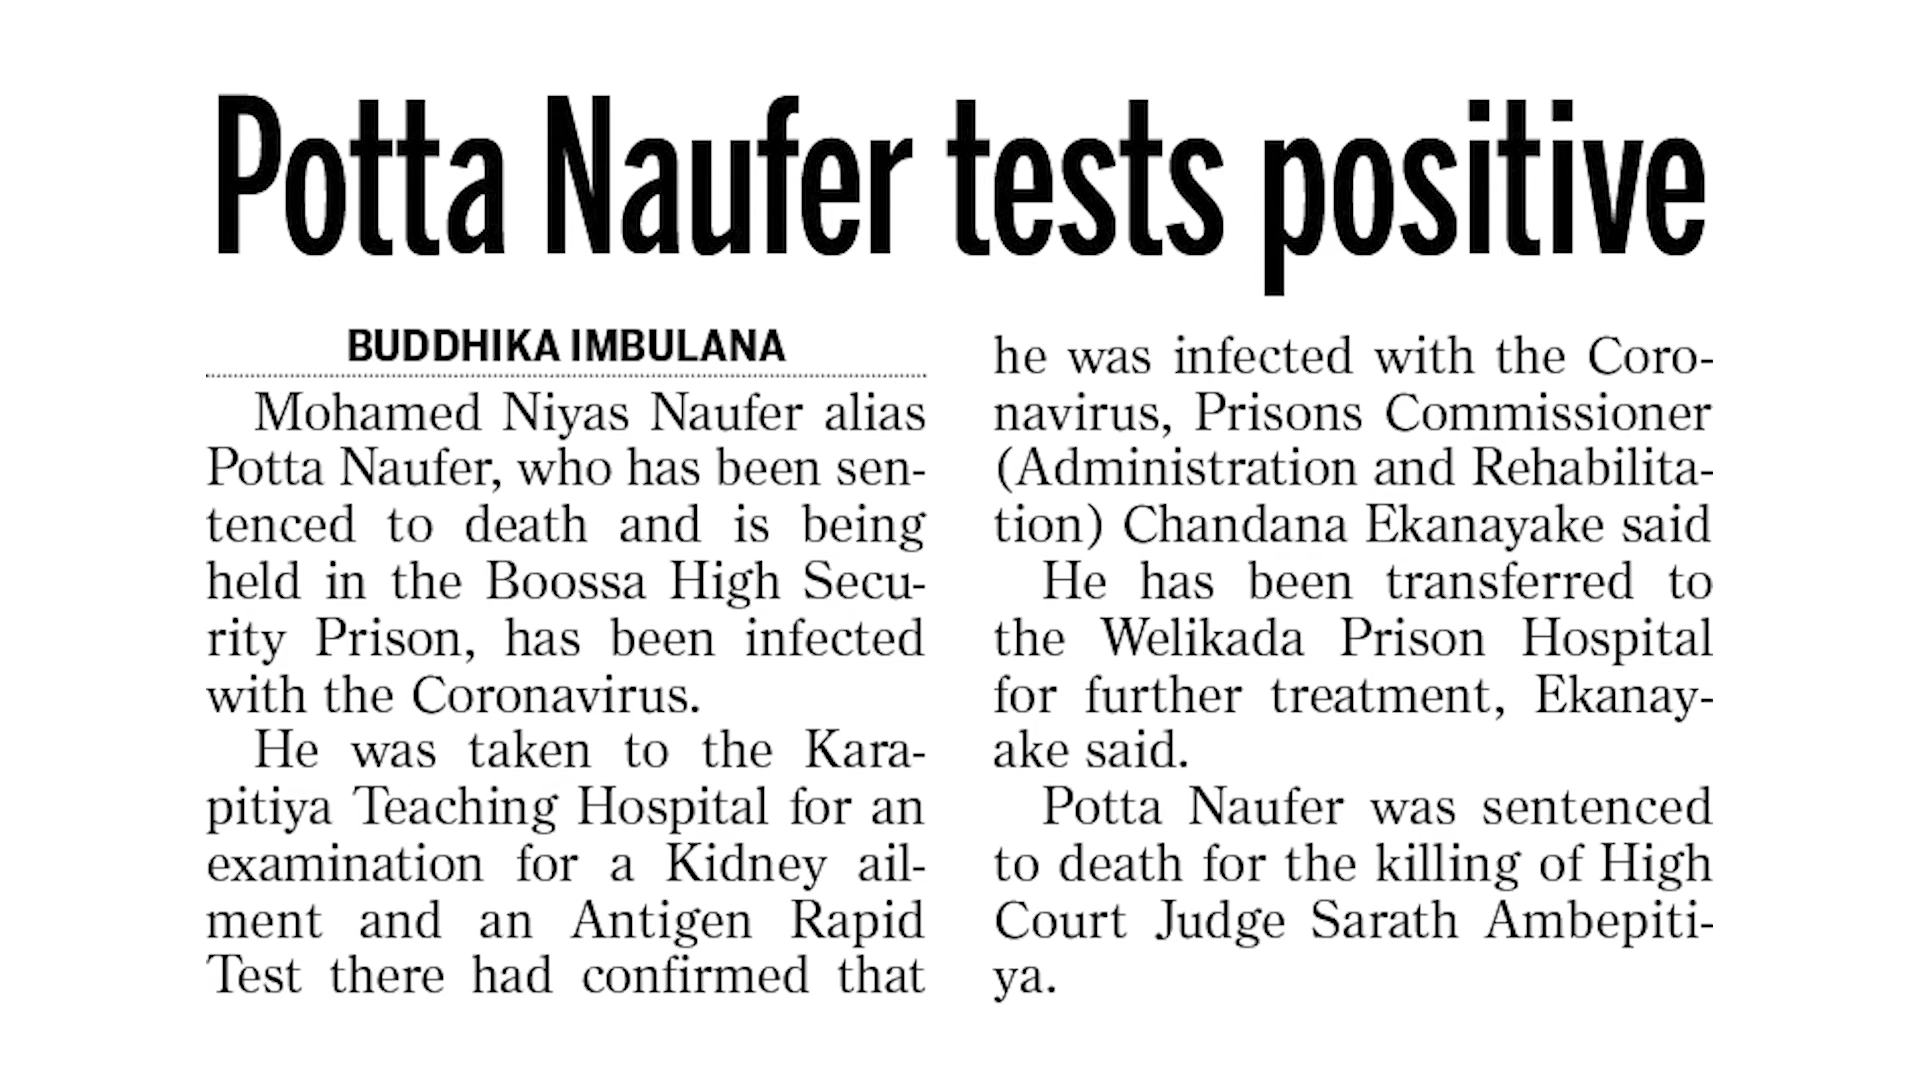 Potta Naufer tests positive
BUDDHIKA IMBULANA
Mohamed Niyas Naufer alias
Potta Naufer, who has been sen-
tenced to death and is being
held in the Boossa High Secu-
rity Prison, has been infected
with the Coronavirus.
He was taken to the Kara-
pitiya Teaching Hospital for an
examination for a Kidney ail-
ment and an Antigen Rapid
Test there had confirmed that
he was infected with the Coro-
navirus, Prisons Commissioner
(Administration and Rehabilita-
tion) Chandana Ekanayake said
He has been transferred to
the Welikada Prison Hospital
for further treatment, Ekanay-
ake said.
Potta Naufer was sentenced
to death for the killing of High
Court Judge Sarath Ambepiti-
ya.